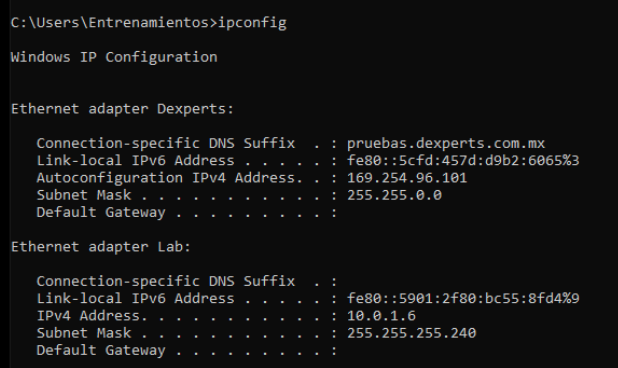 C:\Users\Entrenamientos>ipconfig
Windows IP Configuration
Ethernet adapter Dexperts:
   Connection-specific DNS Suffix  . : pruebas.dexperts.com.mx
   Link-local IPv6 Address . . . . . : fe80::5cfd:457d:d9b2:6065%3
   Autoconfiguration IPv4 Address. . : 169.254.96.101
   Subnet Mask . . . . . . . . . . . : 255.255.0.0
   Default Gateway . . . . . . . . . :
Ethernet adapter Lab:
   Connection-specific DNS Suffix  . :
   Link-local IPv6 Address . . . . . : fe80::5901:2f80:bc55:8fd4%9
   IPv4 Address. . . . . . . . . . . : 10.0.1.6
   Subnet Mask . . . . . . . . . . . : 255.255.255.240
   Default Gateway . . . . . . . . . :